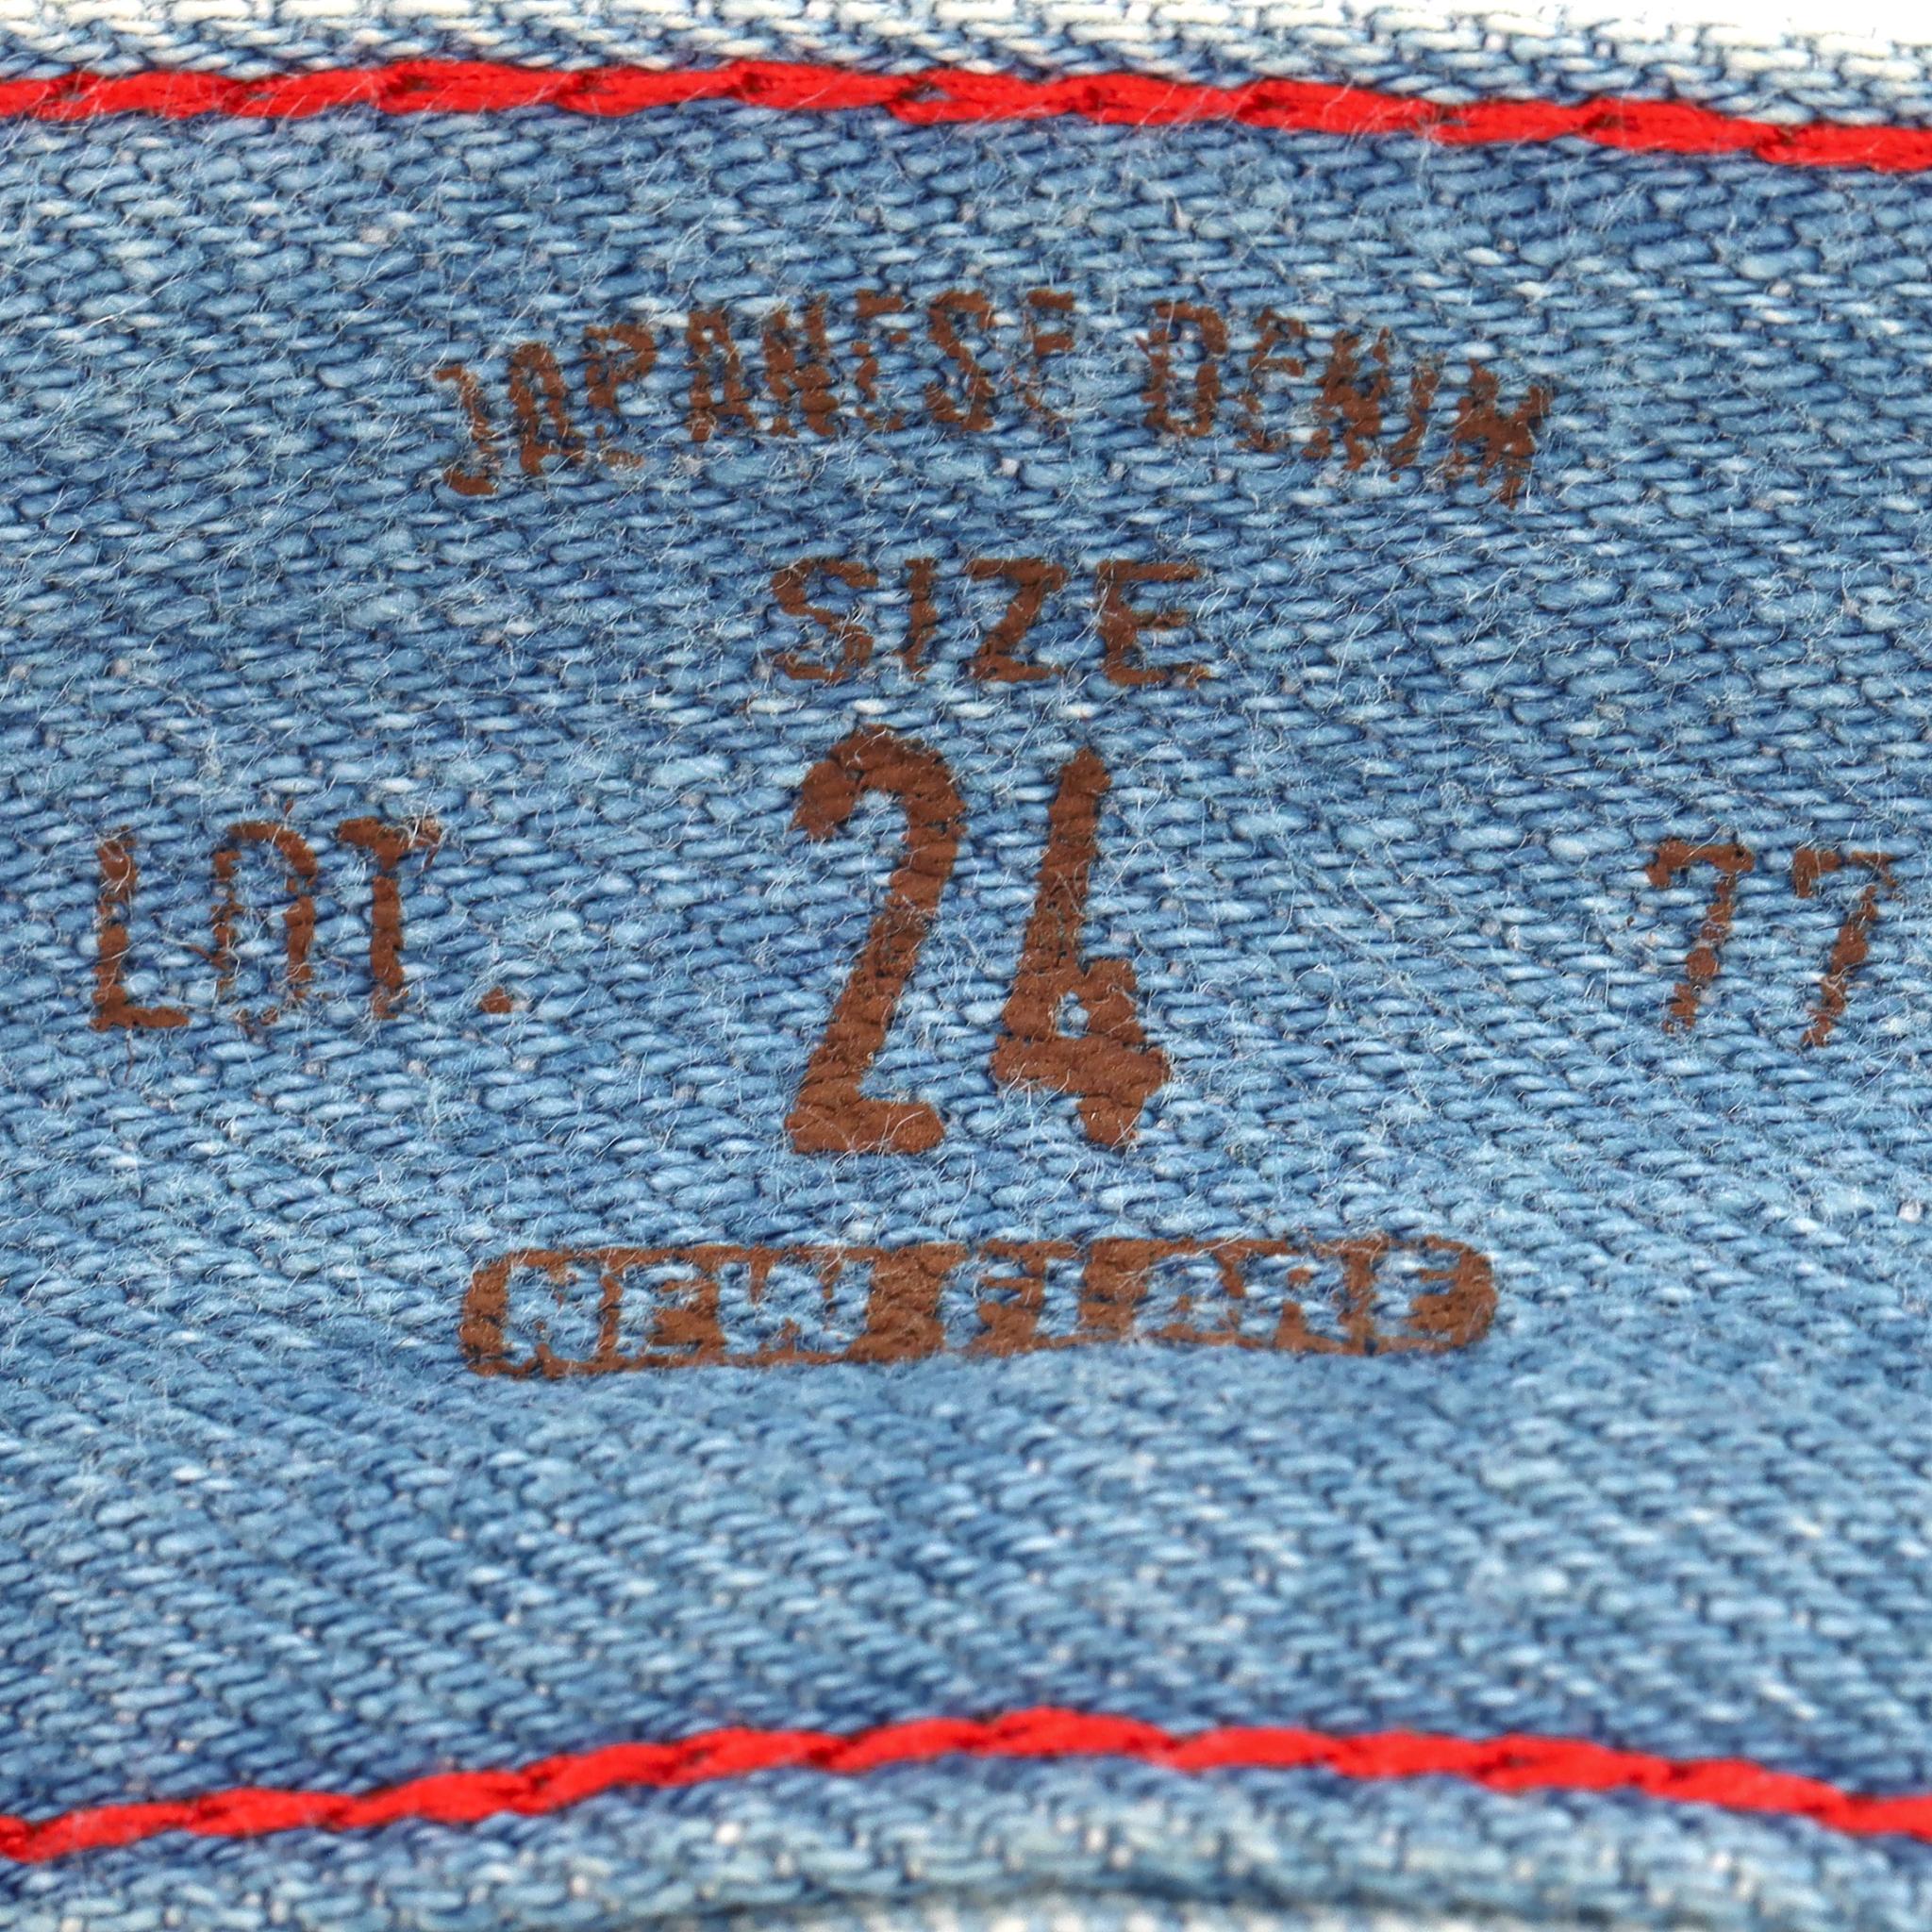 JAPANESE DENIM
SIZE
LOT. 24 77
NEW FLARE